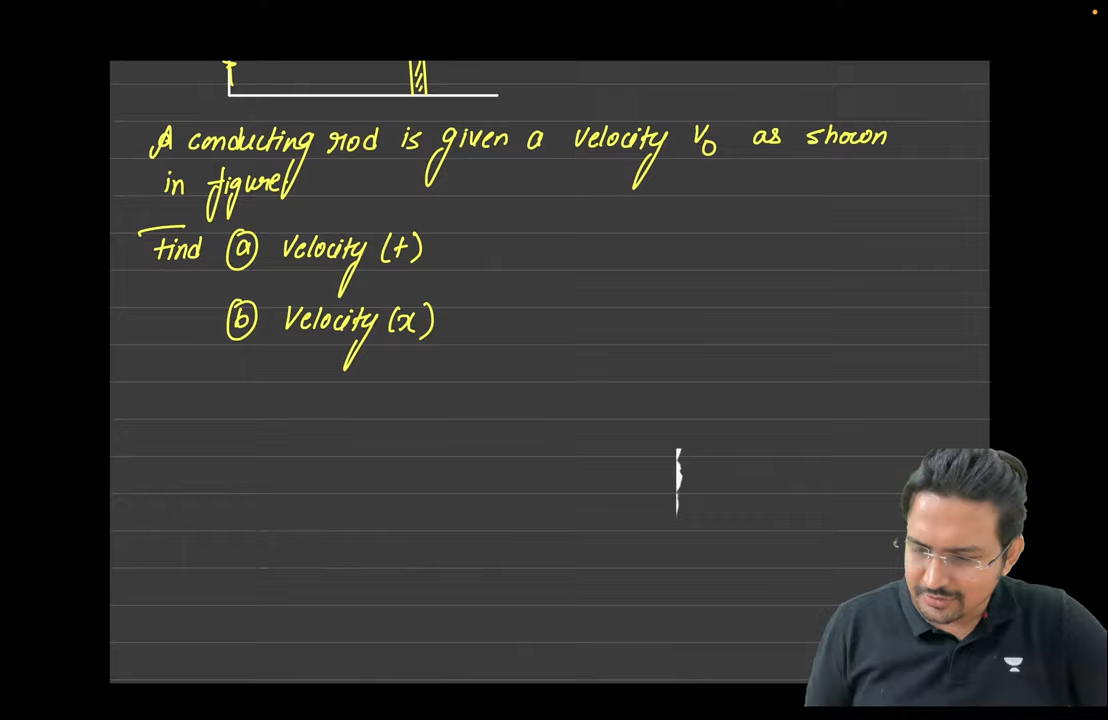 A conducting rod is given a velocity V₀ as shown
in figure
Find ⓐ Velocity (t)
ⓑ Velocity (x)